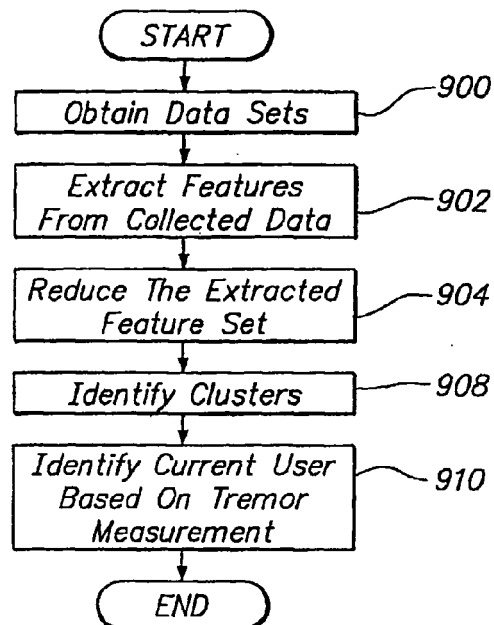 START
Obtain Data Sets
900
Extract Features
From Collected Data
902
Reduce The Extracted
Feature Set
904
Identify Clusters
908
Identify Current User
Based On Tremor
Measurement
910
END